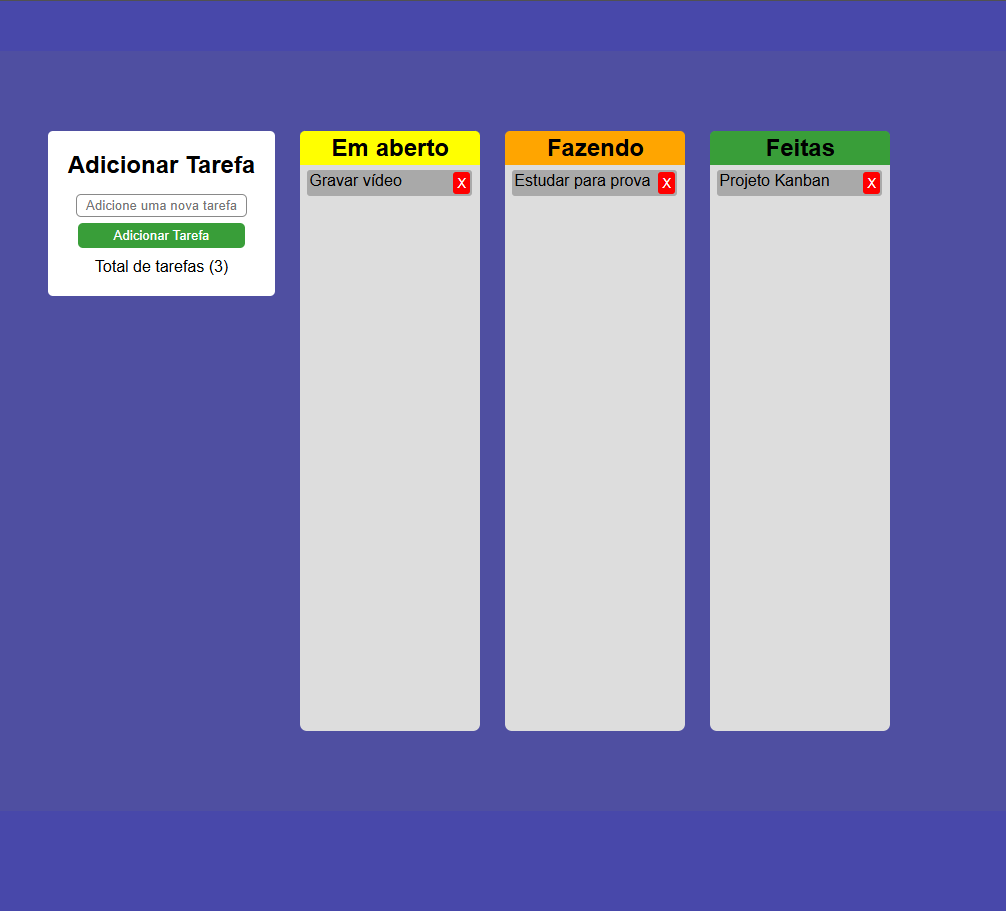 Adicionar Tarefa
Adicione uma nova tarefa
Adicionar Tarefa
Total de tarefas (3)
Em aberto
Gravar vídeo X
Fazendo
Estudar para prova X
Feitas
Projeto Kanban X